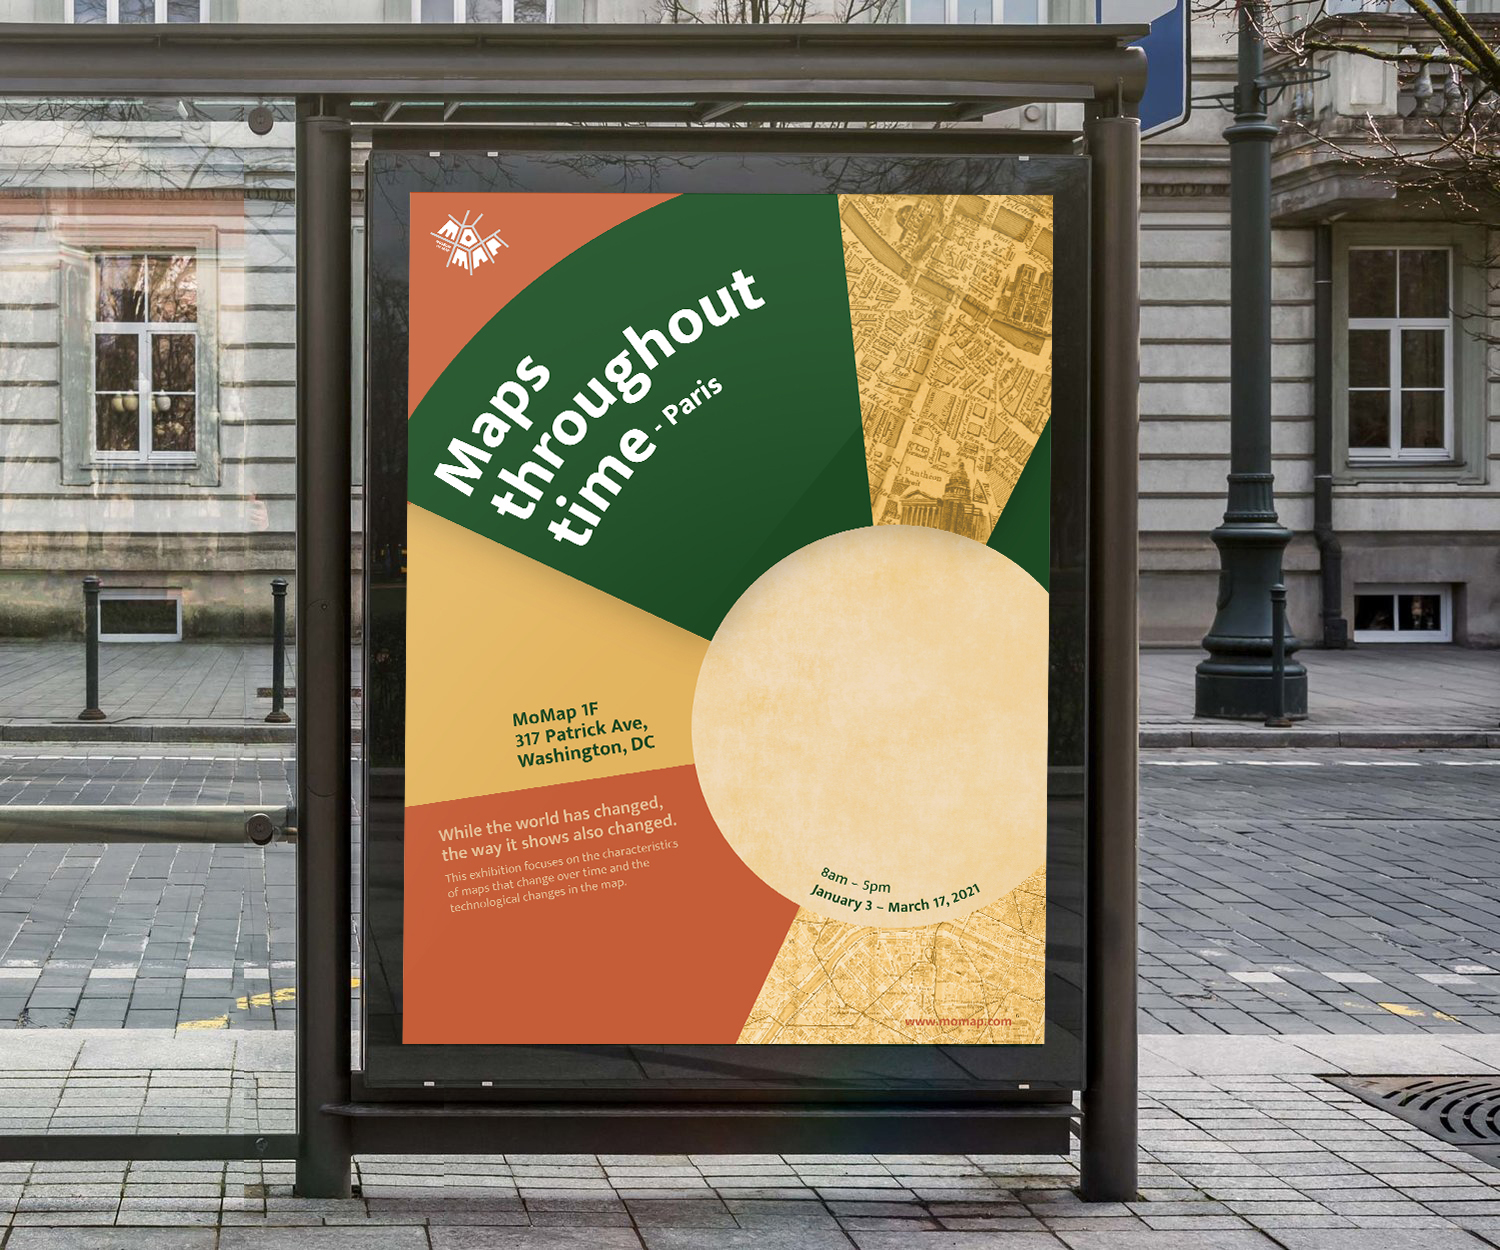 MOMAP
Maps
throughout
time - Paris
Pantheon
MoMap 1F
317 Patrick Ave,
Washington, DC
While the world has changed,
the way it shows also changed.
This exhibition focuses on the characteristics
of maps that change over time and the
technological changes in the map.
8am – 5pm
January 3 – March 17, 2021
www.momap.com